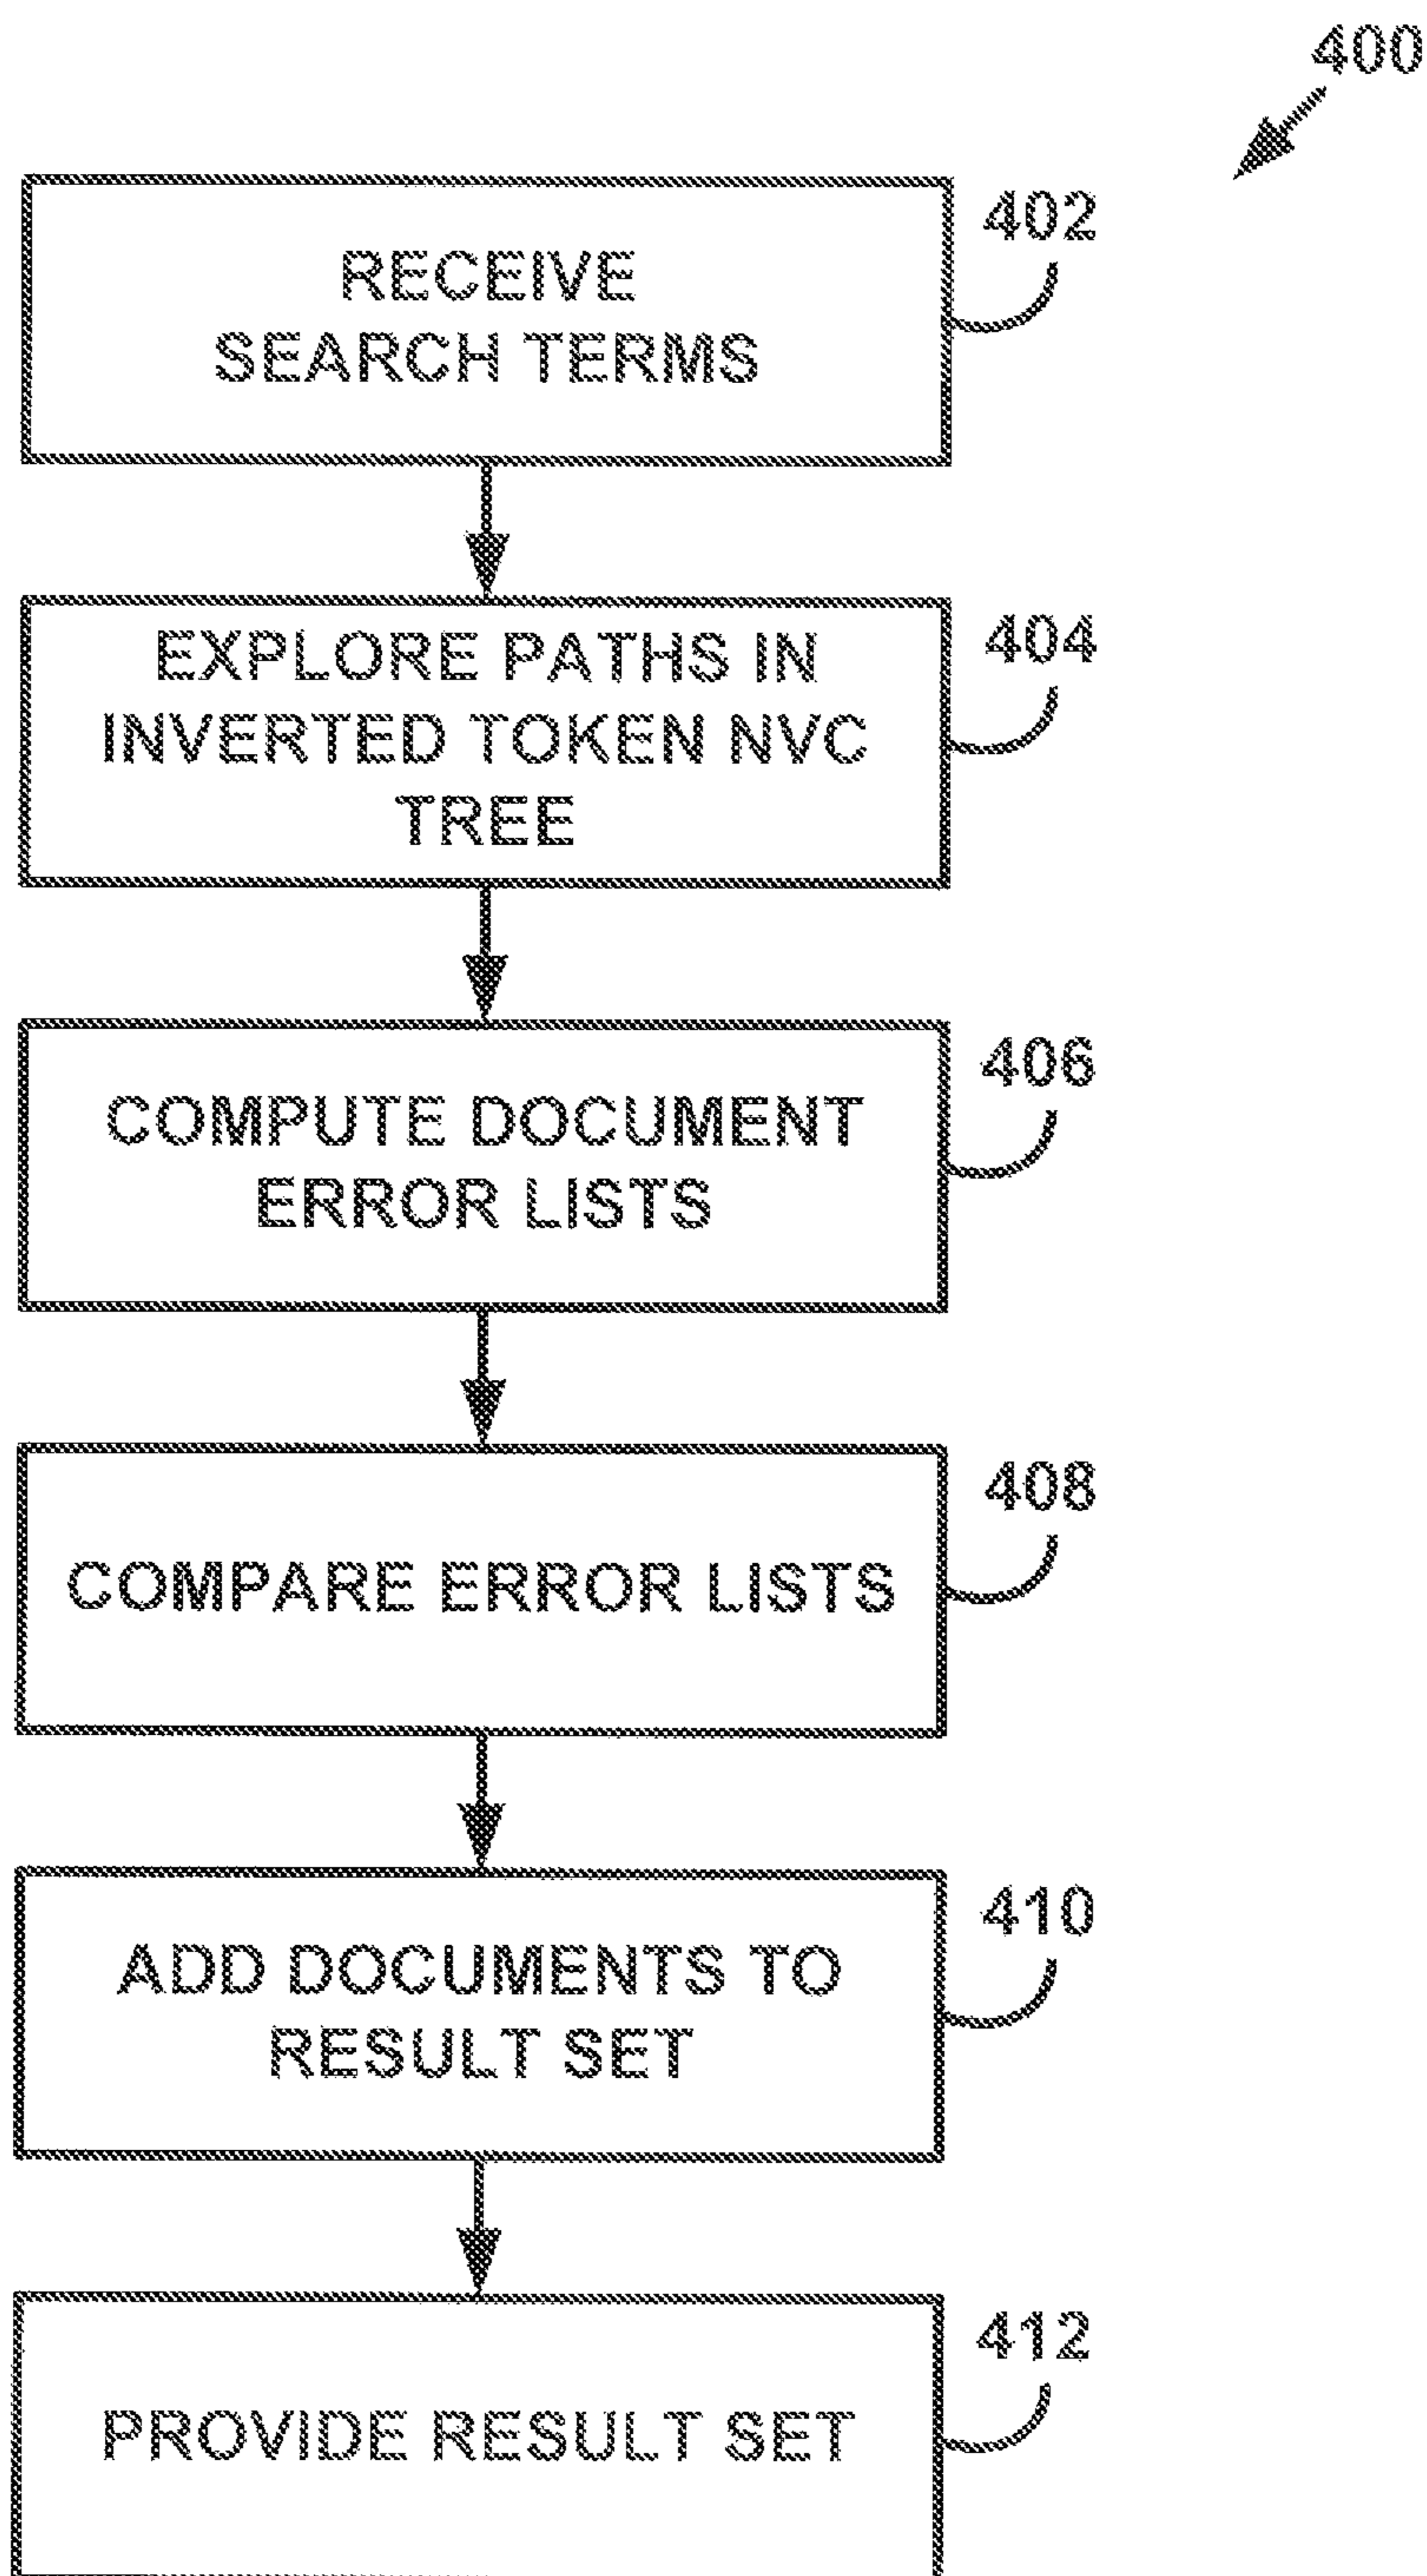 400
402
RECEIVE
SEARCH TERMS
404
EXPLORE PATHS IN
INVERTED TOKEN NVC
TREE
406
COMPUTE DOCUMENT
ERROR LISTS
408
COMPARE ERROR LISTS
410
ADD DOCUMENTS TO
RESULT SET
412
PROVIDE RESULT SET